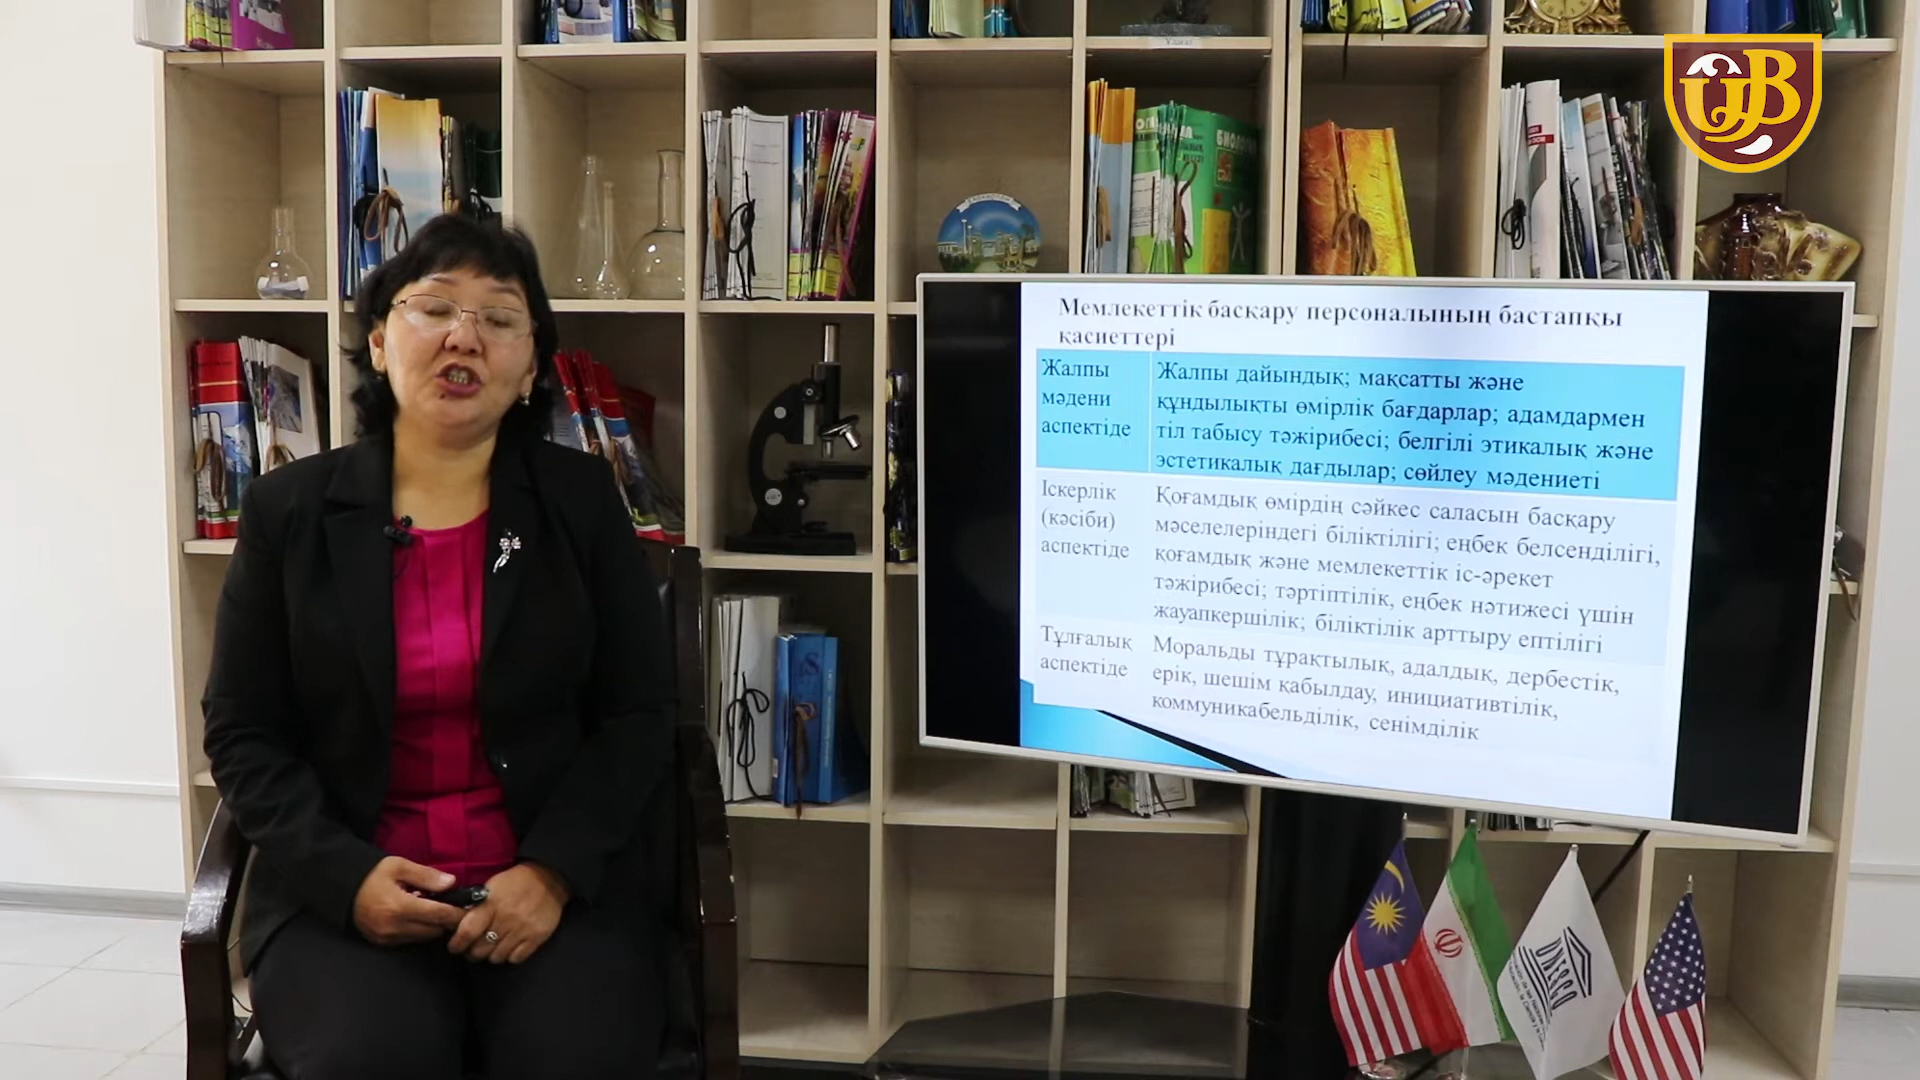 Мемлекеттік басқару персоналының бастапқы
қасиеттері
Жалпы
мәдени
аспектіде
Жалпы дайындық; мақсатты және
құндылықты өмірлік бағдарлар; адамдармен
тіл табысу тәжірибесі; белгілі этикалық және
эстетикалық дағдылар; сөйлеу мәдениеті
Іскерлік
(кәсіби)
аспектіде
Қоғамдық өмірдің сәйкес саласын басқару
мәселелеріндегі біліктілігі; еңбек белсенділігі,
қоғамдық және мемлекеттік іс-әрекет
тәжірибесі; тәртіптілік, еңбек нәтижесі үшін
жауапкершілік; біліктілік арттыру ептілігі
Тұлғалық
аспектіде
Моральды тұрақтылық, адалдық, дербестік,
ерік, шешім қабылдау, инициативтілік,
коммуникабельділік, сенімділік
UNESCO